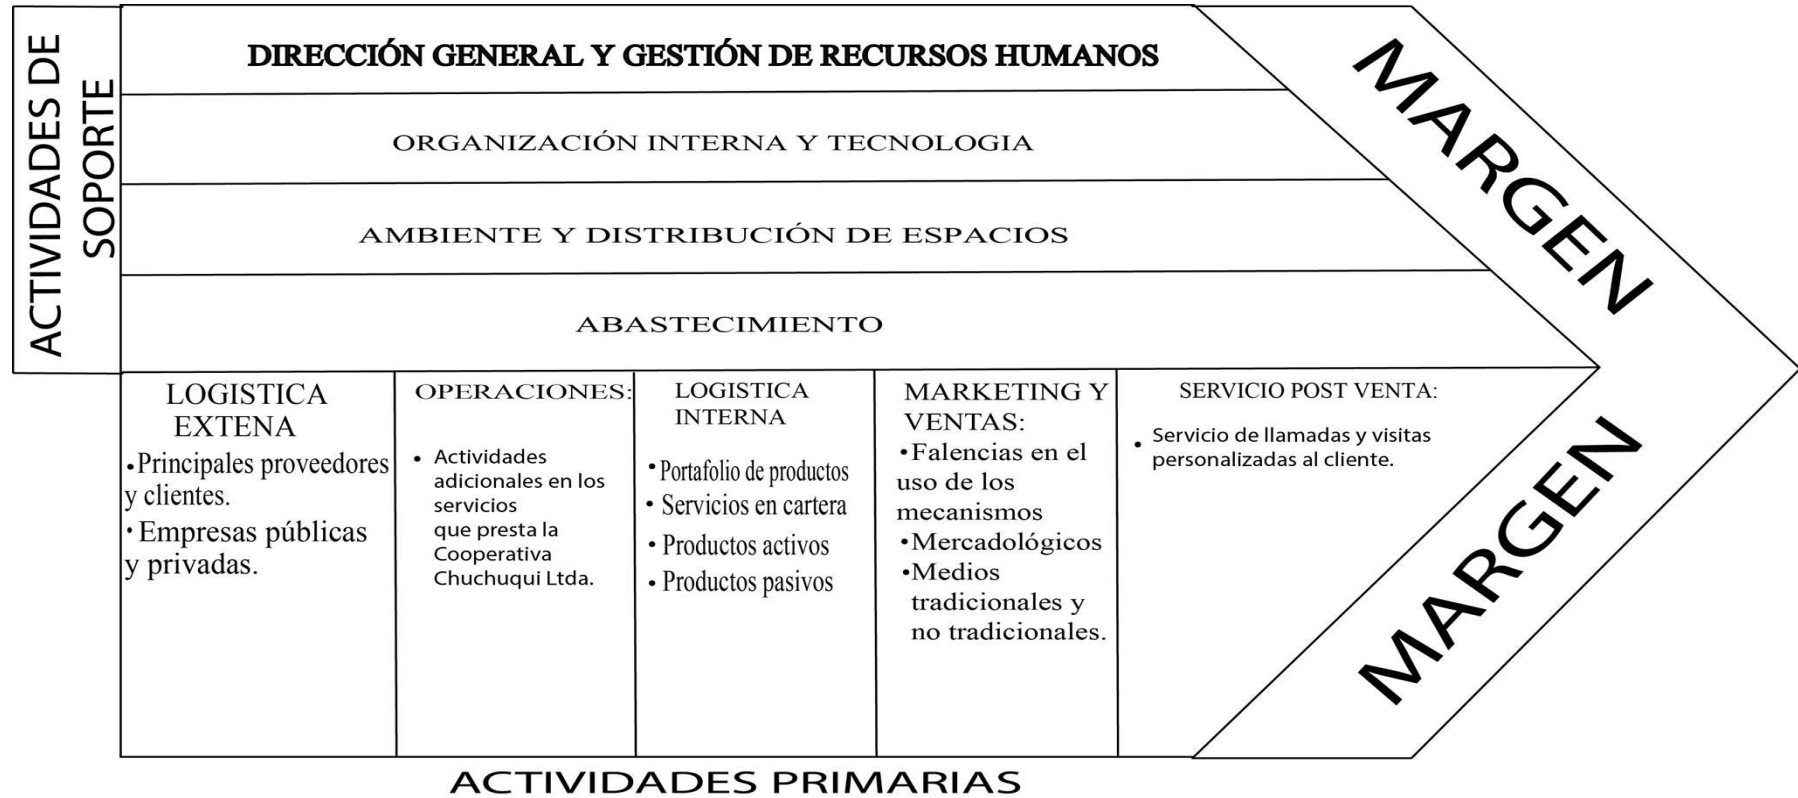 ACTIVIDADES DE
SOPORTE
DIRECCIÓN GENERAL Y GESTIÓN DE RECURSOS HUMANOS
ORGANIZACIÓN INTERNA Y TECNOLOGIA
AMBIENTE Y DISTRIBUCIÓN DE ESPACIOS
ABASTECIMIENTO
MARGEN
LOGISTICA
EXTENA
•Principales proveedores
y clientes.
· Empresas públicas
y privadas.
OPERACIONES:
• Actividades
adicionales en los
servicios
que presta la
Cooperativa
Chuchuqui Ltda.
LOGISTICA
INTERNA
• Portafolio de productos
• Servicios en cartera
• Productos activos
• Productos pasivos
MARKETING Y
VENTAS:
•Falencias en el
uso de los
mecanismos
•Mercadológicos
•Medios
tradicionales y
no tradicionales.
SERVICIO POST VENTA:
• Servicio de llamadas y visitas
personalizadas al cliente.
MARGEN
ACTIVIDADES PRIMARIAS